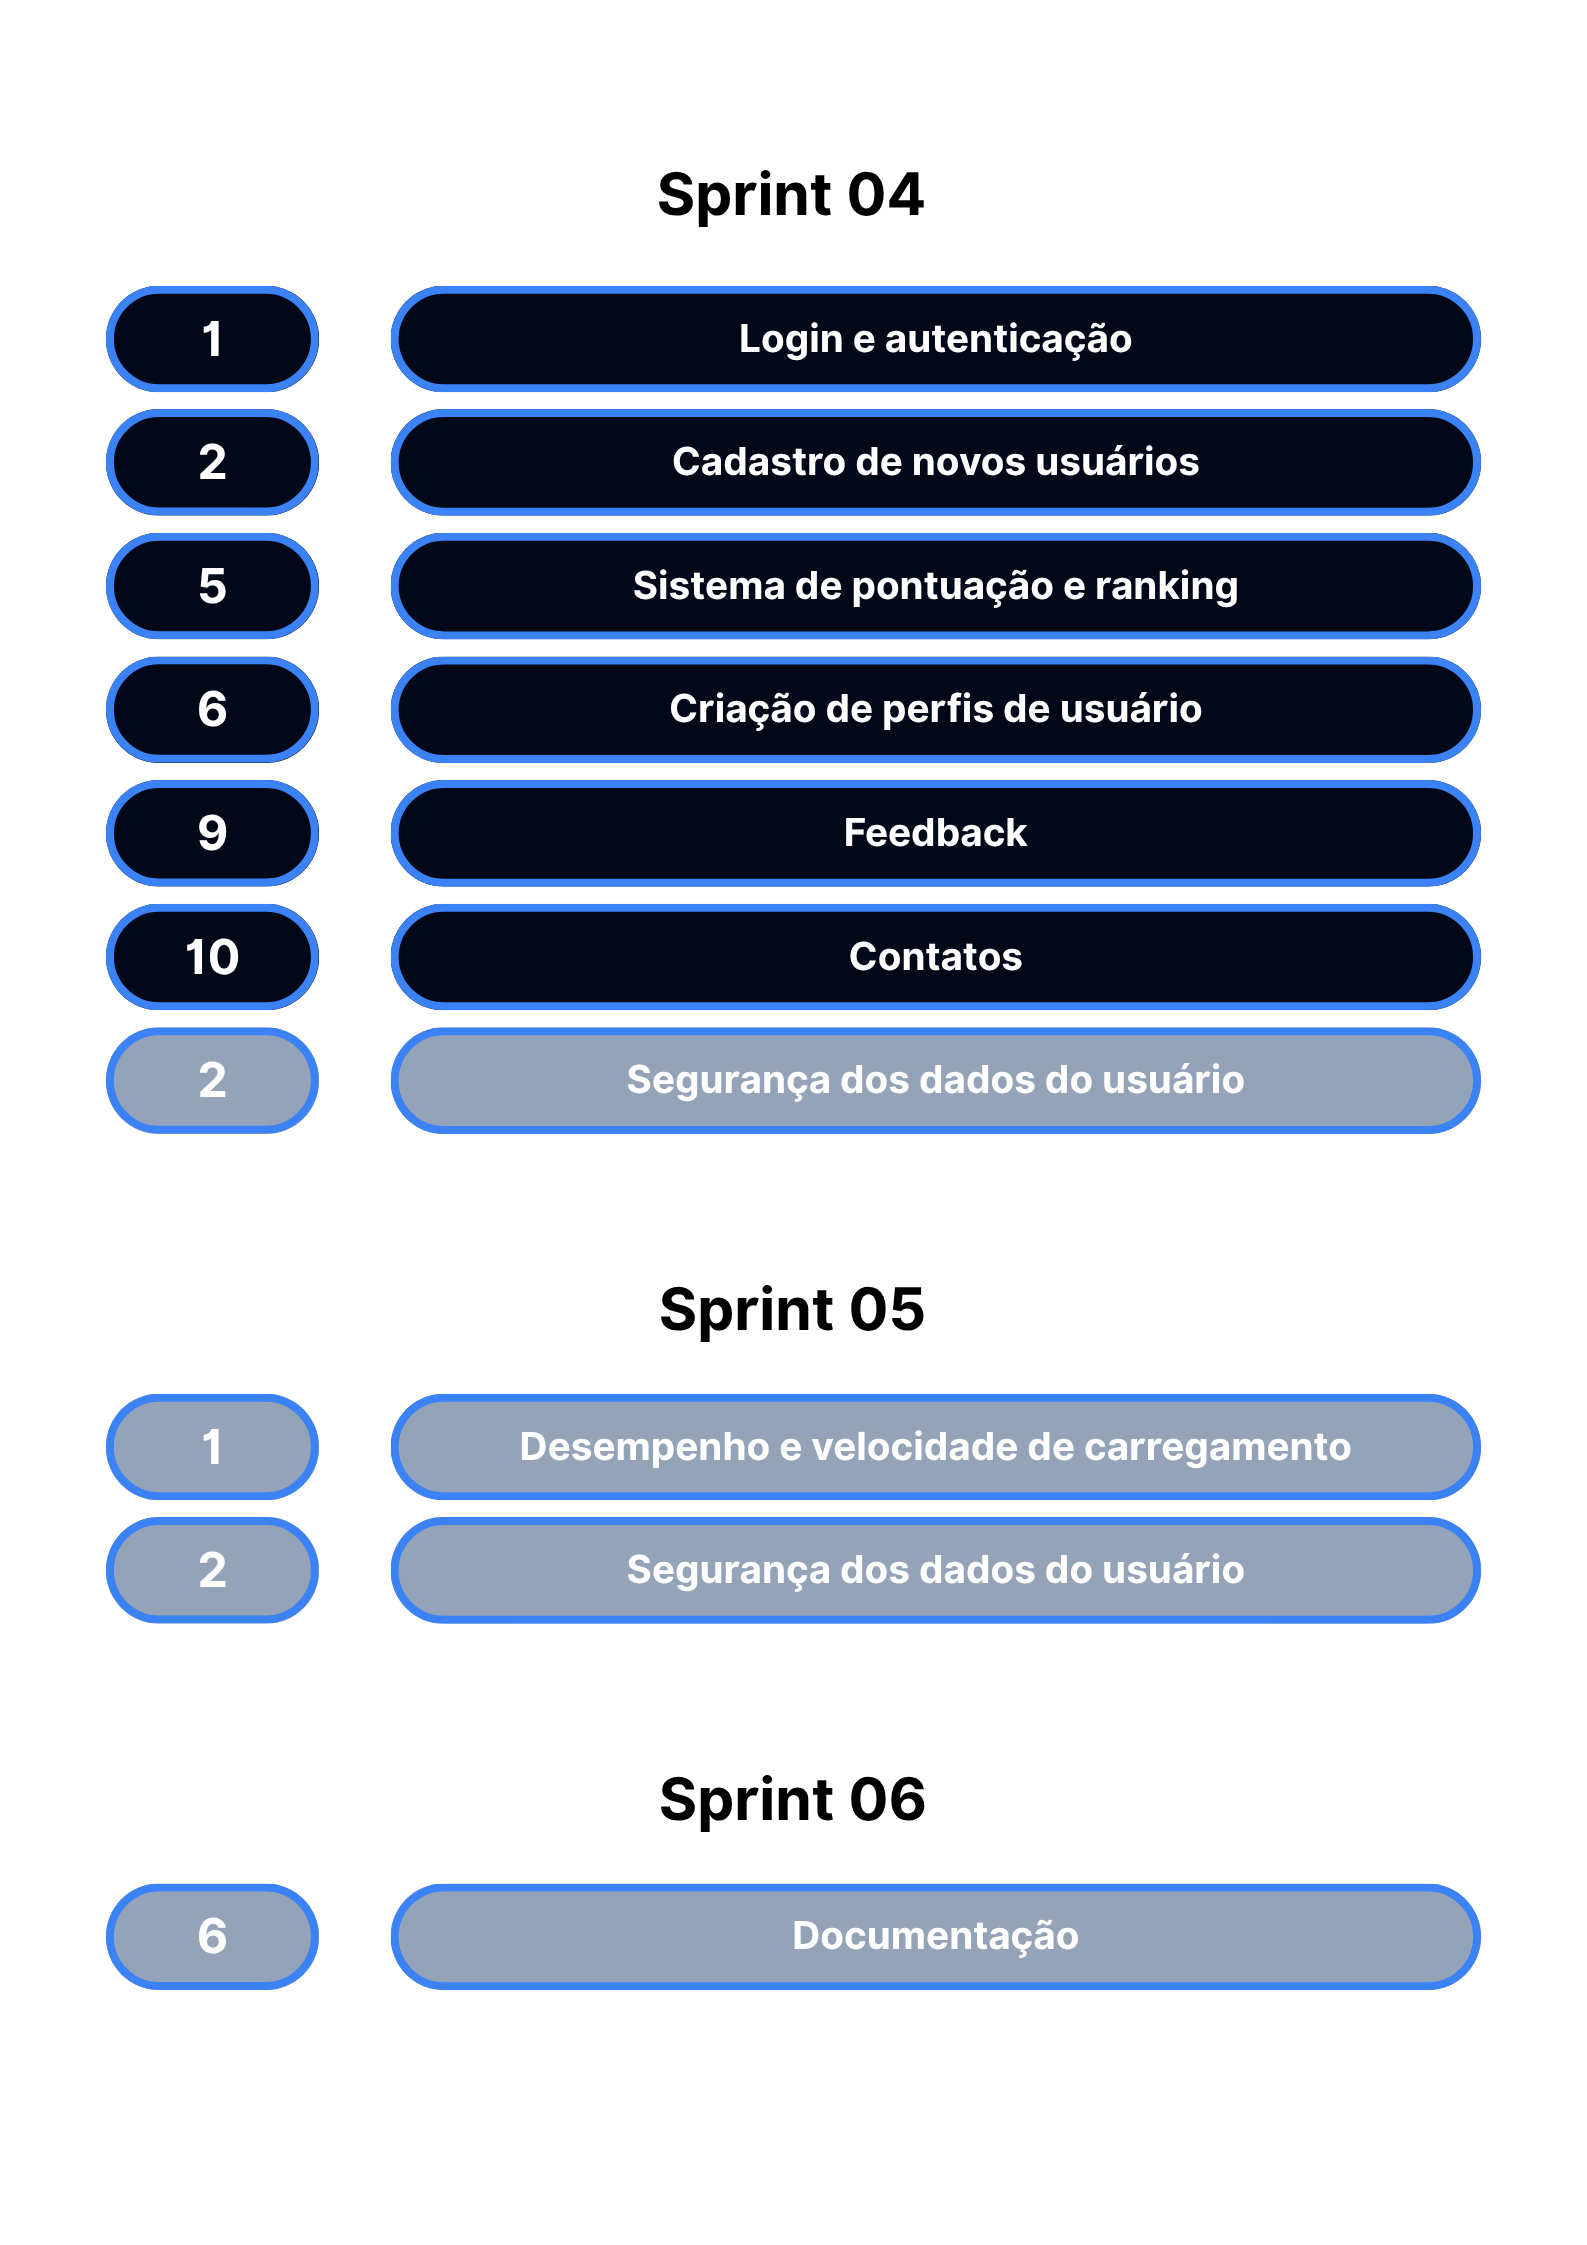 Sprint 04
1 Login e autenticação
2 Cadastro de novos usuários
5 Sistema de pontuação e ranking
6 Criação de perfis de usuário
9 Feedback
10 Contatos
2 Segurança dos dados do usuário
Sprint 05
1 Desempenho e velocidade de carregamento
2 Segurança dos dados do usuário
Sprint 06
6 Documentação